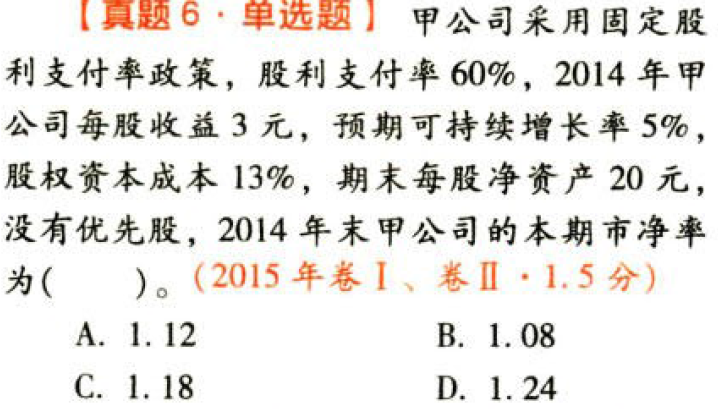 【真题6·单选题】 甲公司采用固定股
利支付率政策，股利支付率60%，2014年甲
公司每股收益3元，预期可持续增长率5%，
股权资本成本13%，期末每股净资产20元，
没有优先股，2014年末甲公司的本期市净率
为(　　)。(2015年卷Ⅰ、卷Ⅱ·1.5分)
A. 1.12　　B. 1.08
C. 1.18　　D. 1.24